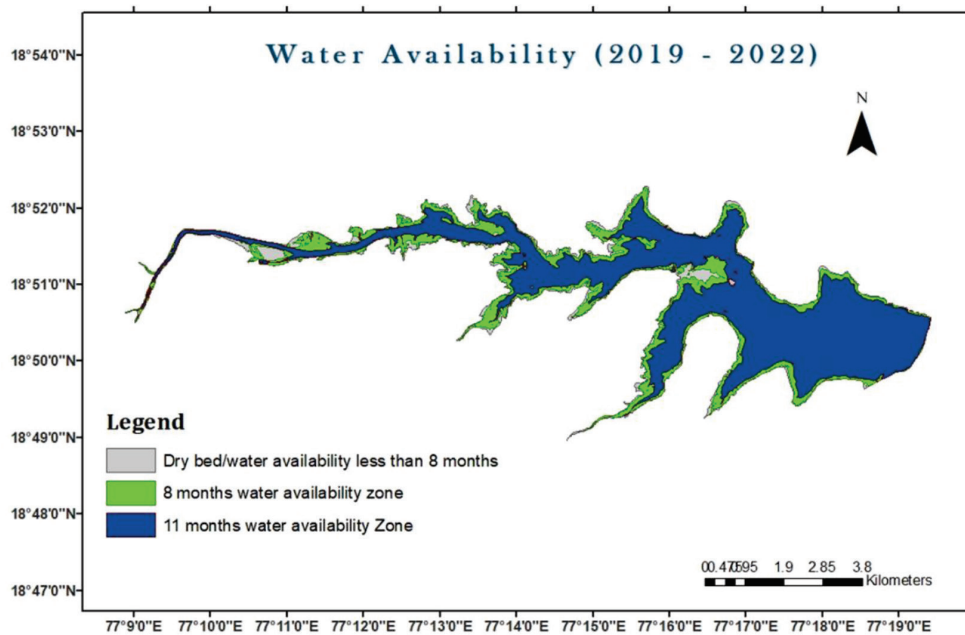 Water Availability (2019 - 2022)
N
18°54'0"N
18°53'0"N
18°52'0"N
18°51'0"N
18°50'0"N
18°49'0"N
18°48'0"N
18°47'0"N
Legend
Dry bed/water availability less than 8 months
8 months water availability zone
11 months water availability Zone
00.4750.95 1.9 2.85 3.8
Kilometers
77°9'0"E 77°10'0"E 77°11'0"E 77°12'0"E 77°13'0"E 77°14'0"E 77°15'0"E 77°16'0"E 77°17'0"E 77°18'0"E 77°19'0"E